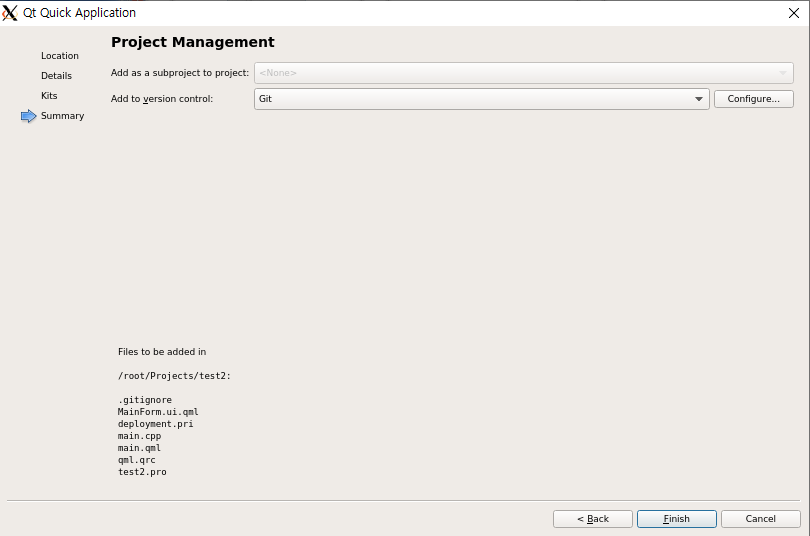 Qt Quick Application
Project Management
Location
Details
Kits
Summary
Add as a subproject to project: <None>
Add to version control: Git Configure...
Files to be added in
/root/Projects/test2:
.gitignore
MainForm.ui.qml
deployment.pri
main.cpp
main.qml
qml.qrc
test2.pro
< Back Finish Cancel